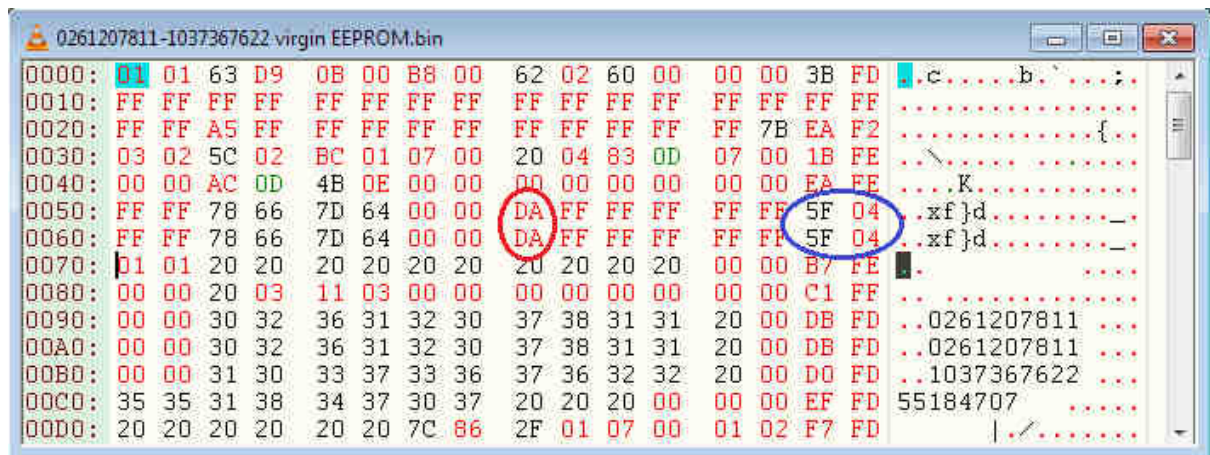 0261207811-1037367622 virgin EEPROM.bin
0000: 01 01 63 D9 0B 00 B8 00 62 02 60 00 00 00 3B FD ..c.....b.`...;.
0010: FF FF FF FF FF FF FF FF FF FF FF FF FF FF FF FF ................
0020: FF FF A5 FF FF FF FF FF FF FF FF FF FF 7B EA F2 .............{..
0030: 03 02 5C 02 BC 01 07 00 20 04 83 0D 07 00 1B FE ..\..... .......
0040: 00 00 AC 0D 4B 0E 00 00 00 00 00 00 00 00 EA FE ....K...........
0050: FF FF 78 66 7D 64 00 00 DA FF FF FF FF FF 5F 04 ..xf}d........_.
0060: FF FF 78 66 7D 64 00 00 DA FF FF FF FF FF 5F 04 ..xf}d........_.
0070: 01 01 20 20 20 20 20 20 20 20 20 20 00 00 B7 FE .. ....
0080: 00 00 20 03 11 03 00 00 00 00 00 00 00 00 C1 FF .. .............
0090: 00 00 30 32 36 31 32 30 37 38 31 31 20 00 DB FD ..0261207811 ...
00A0: 00 00 30 32 36 31 32 30 37 38 31 31 20 00 DB FD ..0261207811 ...
00B0: 00 00 31 30 33 37 33 36 37 36 32 32 20 00 D0 FD ..1037367622 ...
00C0: 35 35 31 38 34 37 30 37 20 20 20 00 00 00 EF FD 55184707 .....
00D0: 20 20 20 20 20 20 7C 86 2F 01 07 00 01 02 F7 FD |./.......